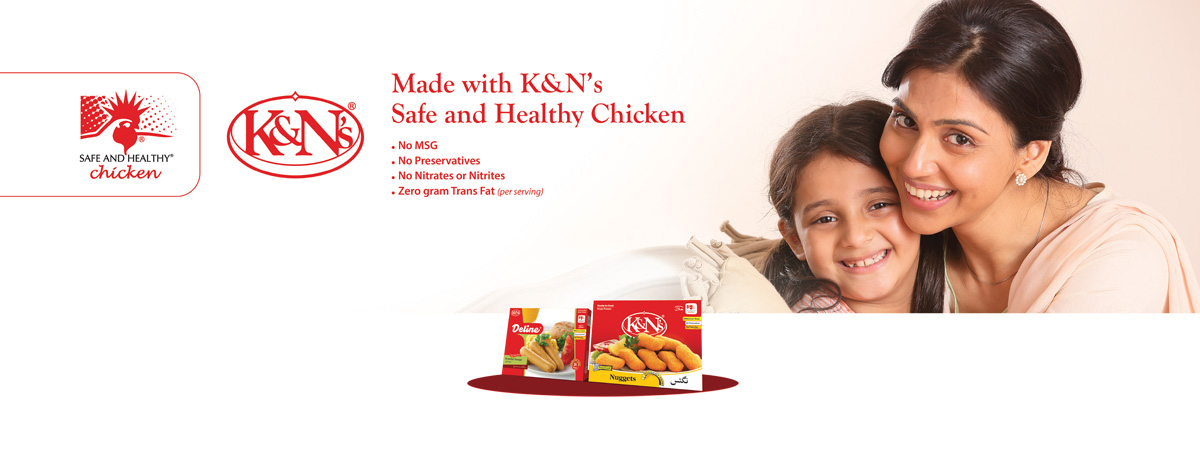 SAFE AND HEALTHY®
chicken
K&N's®
Made with K&N's
Safe and Healthy Chicken
No MSG
No Preservatives
No Nitrates or Nitrites
Zero gram Trans Fat (per serving)
Deline
K&N's
Nuggets
نگٹس